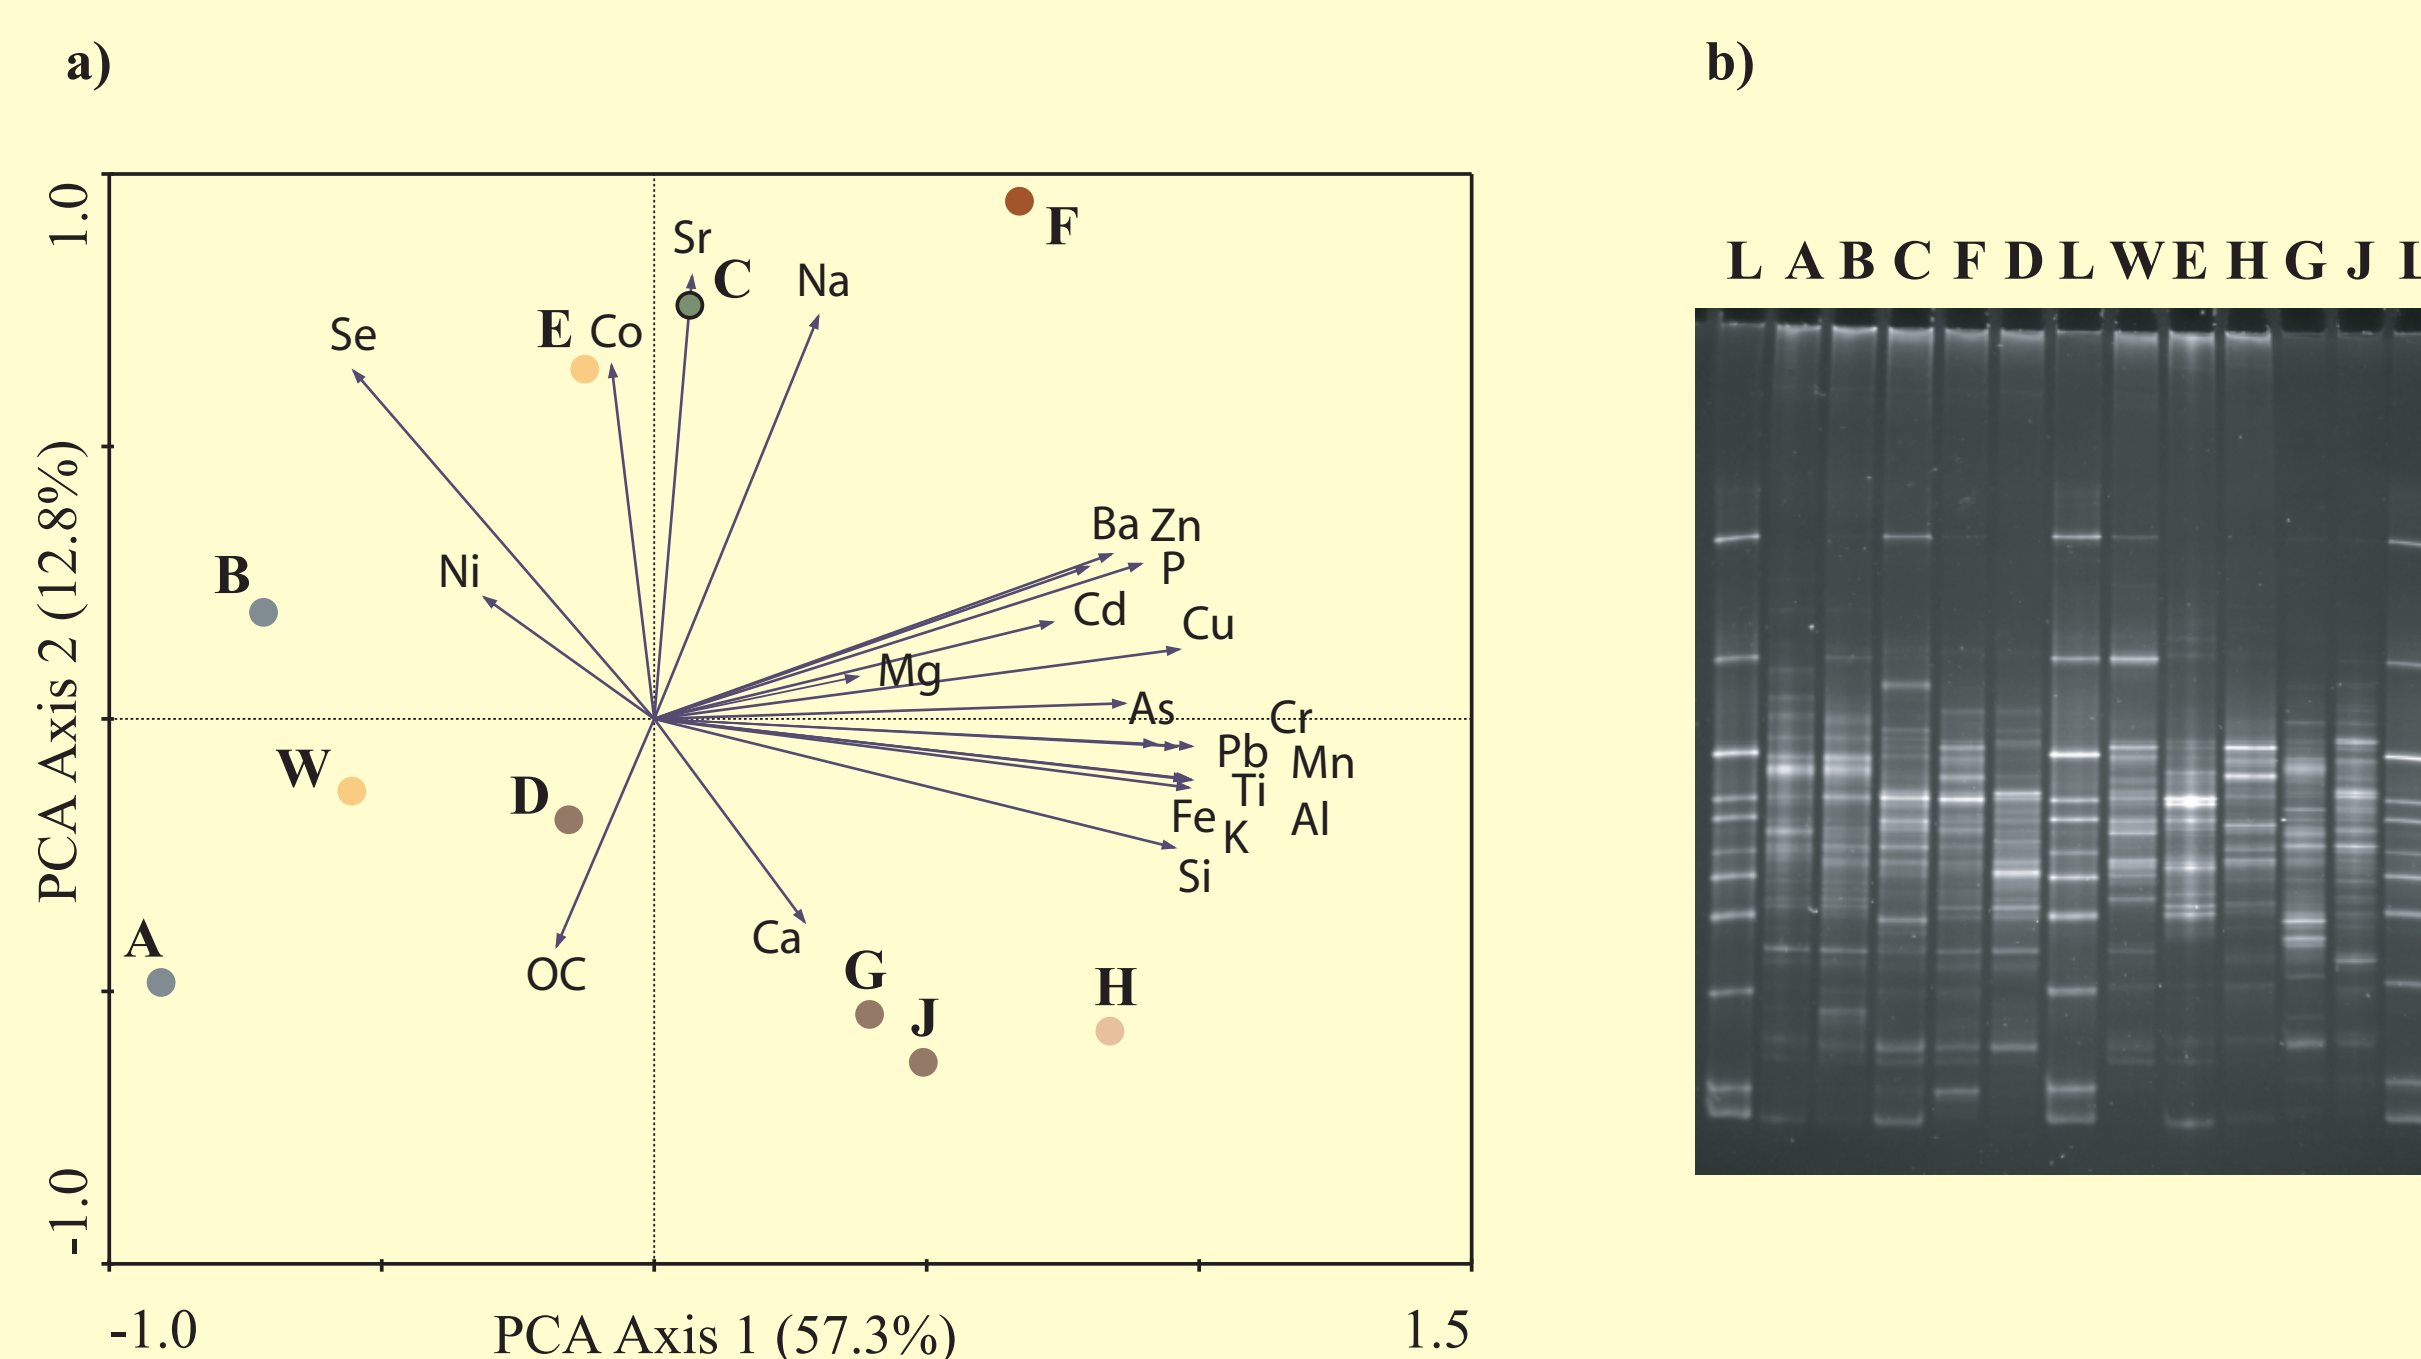 a)
b)
1.0
F
Sr
C
Na
L A B C F D L W E H G J L
E Co
Se
Ba Zn
P
Ni
B
Cd
Cu
Mg
As
Cr
Pb
Mn
W
D
Ti
Fe
K
Al
Si
A
Ca
OC
G
J
H
PCA Axis 2 (12.8%)
-1.0
-1.0
PCA Axis 1 (57.3%)
1.5